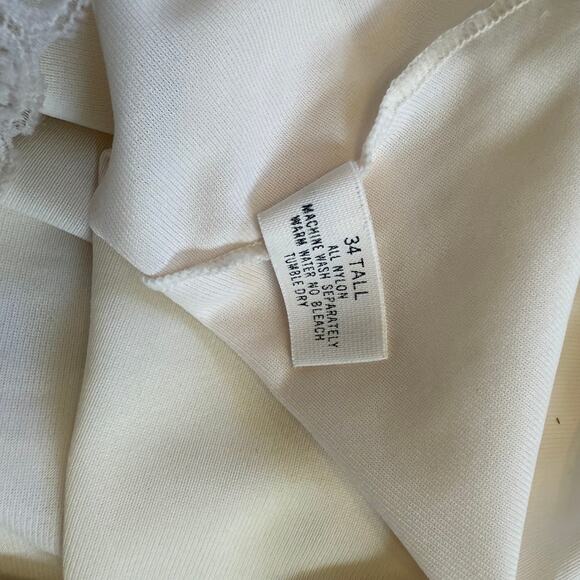 34 TALL
ALL NYLON
MACHINE WASH SEPARATELY
WARM WATER NO BLEACH
TUMBLE DRY